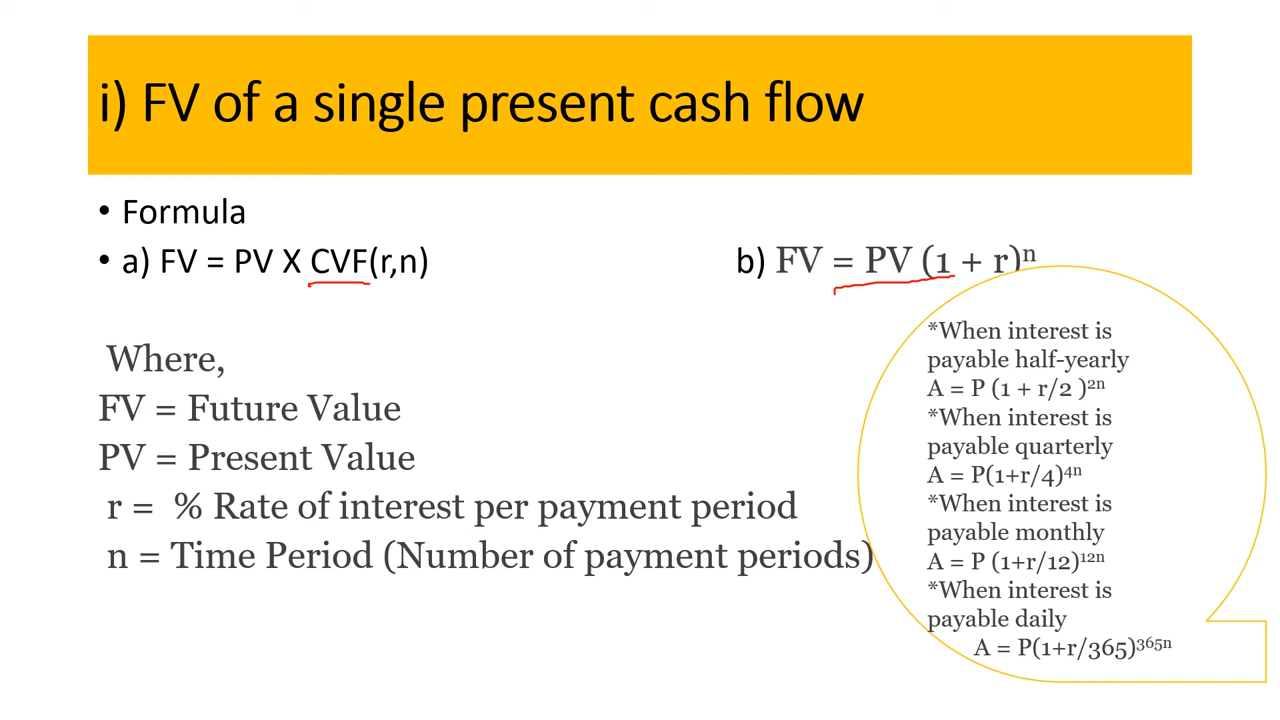 i) FV of a single present cash flow
• Formula
• a) FV = PV X CVF(r,n)
b) FV = PV (1 + r)ⁿ
Where,
FV = Future Value
PV = Present Value
r = % Rate of interest per payment period
n = Time Period (Number of payment periods)
*When interest is
payable half-yearly
A = P (1 + r/2 )²ⁿ
*When interest is
payable quarterly
A = P(1+r/4)⁴ⁿ
*When interest is
payable monthly
A = P (1+r/12)¹²ⁿ
*When interest is
payable daily
A = P(1+r/365)³⁶⁵ⁿ